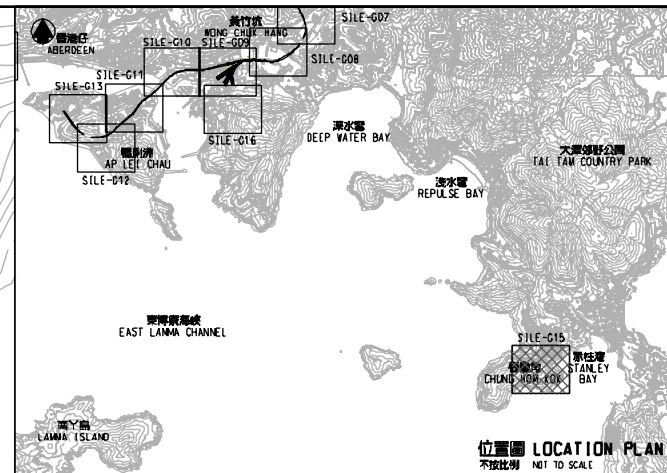 香港仔
ABERDEEN
黃竹坑
WONG CHUK HANG
SILE-G07
SILE-G10
SILE-G09
SILE-G08
SILE-G11
SILE-G13
SILE-G16
鴨脷洲
AP LEI CHAU
SILE-G12
深水灣
DEEP WATER BAY
淺水灣
REPULSE BAY
大潭郊野公園
TAI TAM COUNTRY PARK
東博寮海峽
EAST LAMMA CHANNEL
SILE-G15
舂坎角
CHUNG HOM KOK
赤柱灣
STANLEY
BAY
南丫島
LAMMA ISLAND
位置圖 LOCATION PLAN
不按比例 NOT TO SCALE